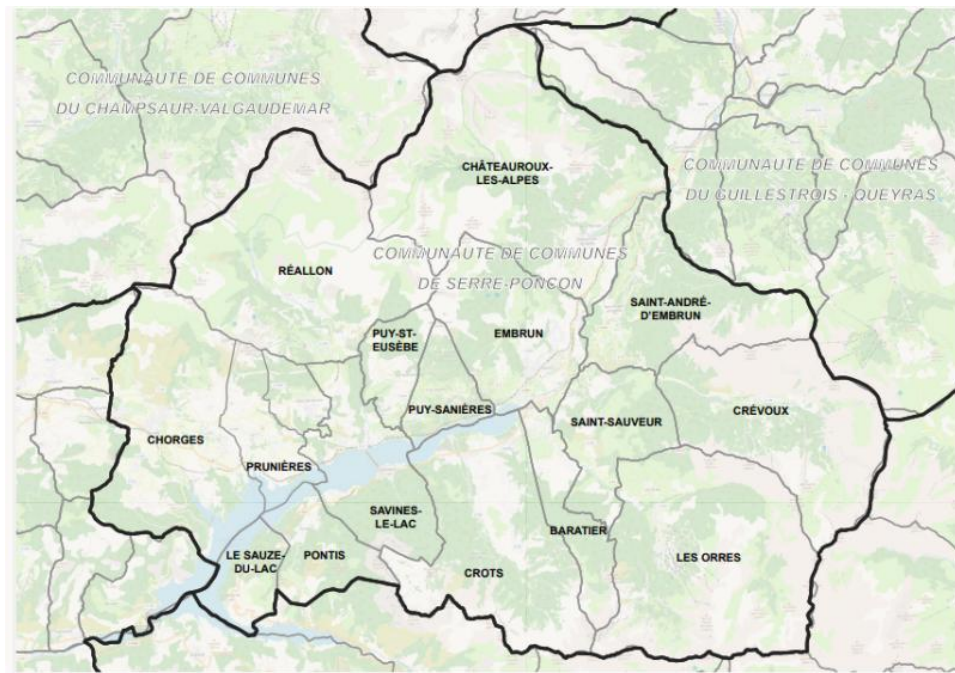 COMMUNAUTE DE COMMUNES
DU CHAMPSAUR-VALGAUDEMAR
CHÂTEAUROUX-
LES-ALPES
COMMUNAUTE DE COMMUNES
DU GUILLESTROIS - QUEYRAS
COMMUNAUTE DE COMMUNES
DE SERRE-PONCON
RÉALLON
SAINT-ANDRÉ-
D'EMBRUN
PUY-ST-
EUSÈBE
EMBRUN
PUY-SANIÈRES
CRÉVOUX
SAINT-SAUVEUR
CHORGES
PRUNIÈRES
SAVINES-
LE-LAC
BARATIER
LE SAUZE-
DU-LAC
PONTIS
LES ORRES
CROTS